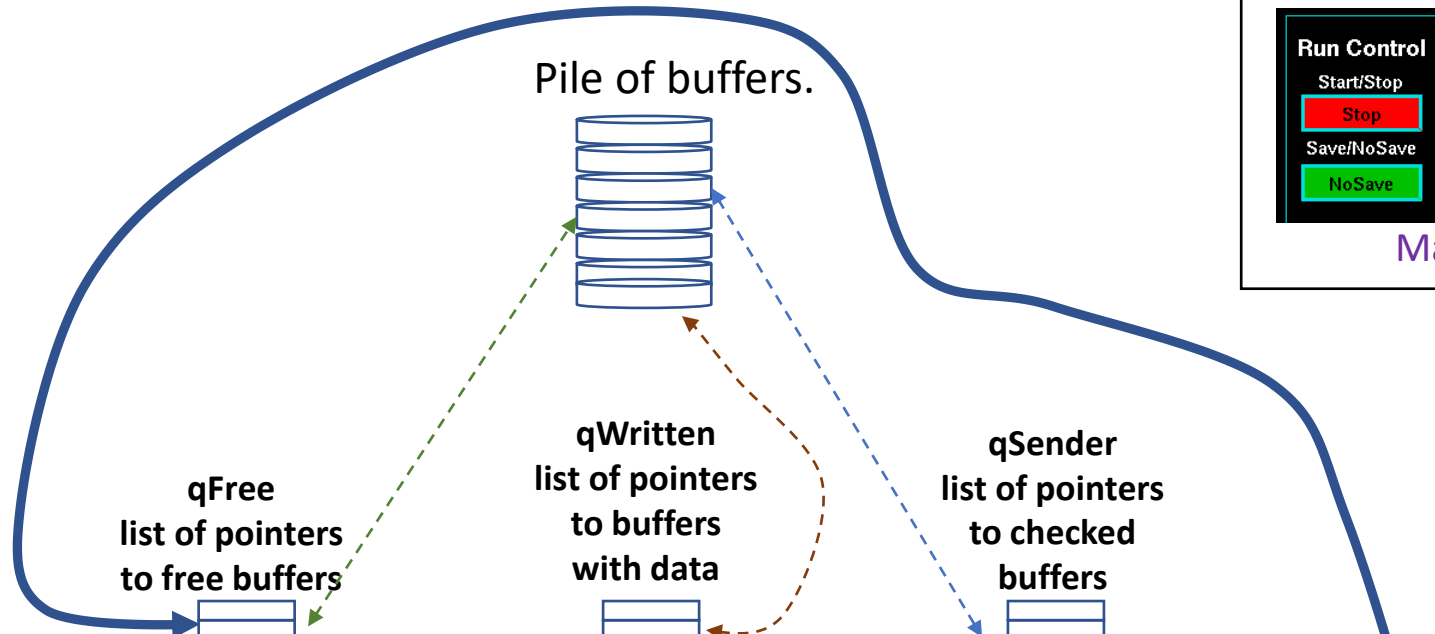 Pile of buffers.
Run Control
Start/Stop
Stop
Save/NoSave
NoSave
qFree
list of pointers
to free buffers
qWritten
list of pointers
to buffers
with data
qSender
list of pointers
to checked
buffers